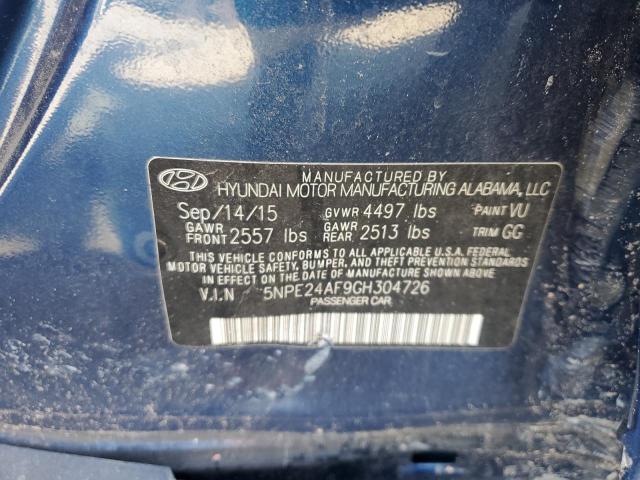 MANUFACTURED BY
HYUNDAI MOTOR MANUFACTURING ALABAMA, LLC
Sep/14/15 GVWR 4497 lbs PAINT VU
GAWR FRONT 2557 lbs GAWR REAR 2513 lbs TRIM GG
THIS VEHICLE CONFORMS TO ALL APPLICABLE U.S.A. FEDERAL
MOTOR VEHICLE SAFETY, BUMPER, AND THEFT PREVENTION
STANDARDS IN EFFECT ON THE DATE OF MANUFACTURE SHOWN ABOVE.
V.I.N 5NPE24AF9GH304726
PASSENGER CAR